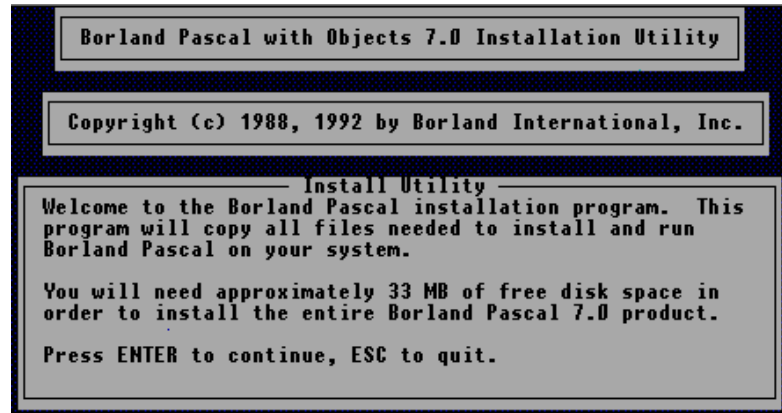 Borland Pascal with Objects 7.0 Installation Utility
Copyright (c) 1988, 1992 by Borland International, Inc.
Install Utility
Welcome to the Borland Pascal installation program.  This
program will copy all files needed to install and run
Borland Pascal on your system.
You will need approximately 33 MB of free disk space in
order to install the entire Borland Pascal 7.0 product.
Press ENTER to continue, ESC to quit.